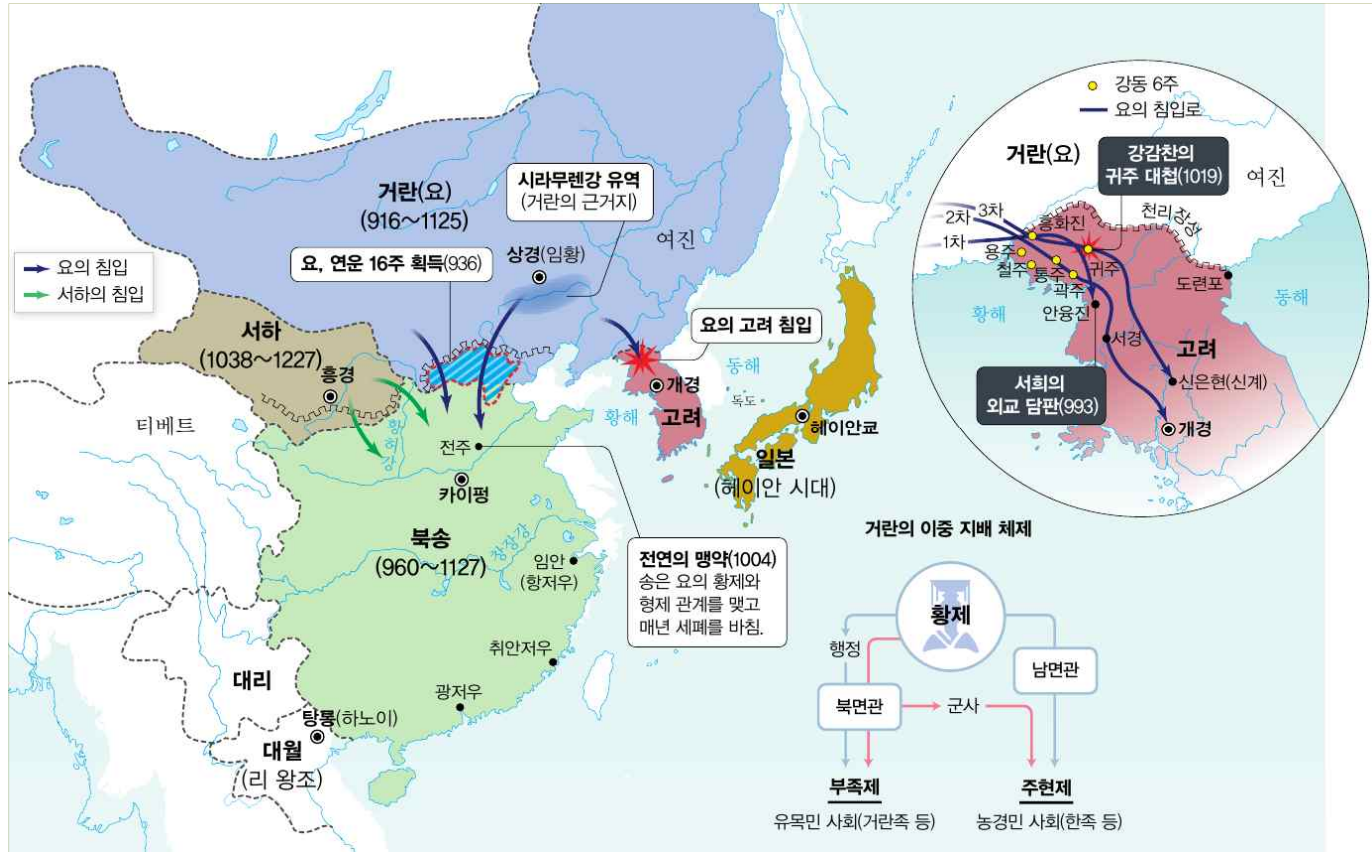 요의 침입
서하의 침입
거란(요)
(916~1125)
시라무렌강 유역
(거란의 근거지)
여진
상경(임황)
요, 연운 16주 획득(936)
서하
(1038~1227)
흥경
티베트
황허강
전주
카이펑
북송
(960~1127)
창장강
임안
(항저우)
취안저우
광저우
대리
탕롱(하노이)
대월
(리 왕조)
요의 고려 침입
동해
독도
황해
개경
고려
헤이안쿄
일본
(헤이안 시대)
전연의 맹약(1004)
송은 요의 황제와
형제 관계를 맺고
매년 세폐를 바침.
강동 6주
요의 침입로
거란(요)
강감찬의
귀주 대첩(1019)
여진
천리장성
3차
2차
1차
흥화진
용주
철주
통주
귀주
곽주
안융진
도련포
황해
동해
서경
고려
신은현(신계)
서희의
외교 담판(993)
개경
거란의 이중 지배 체제
황제
행정
남면관
북면관
군사
부족제
주현제
유목민 사회(거란족 등)
농경민 사회(한족 등)